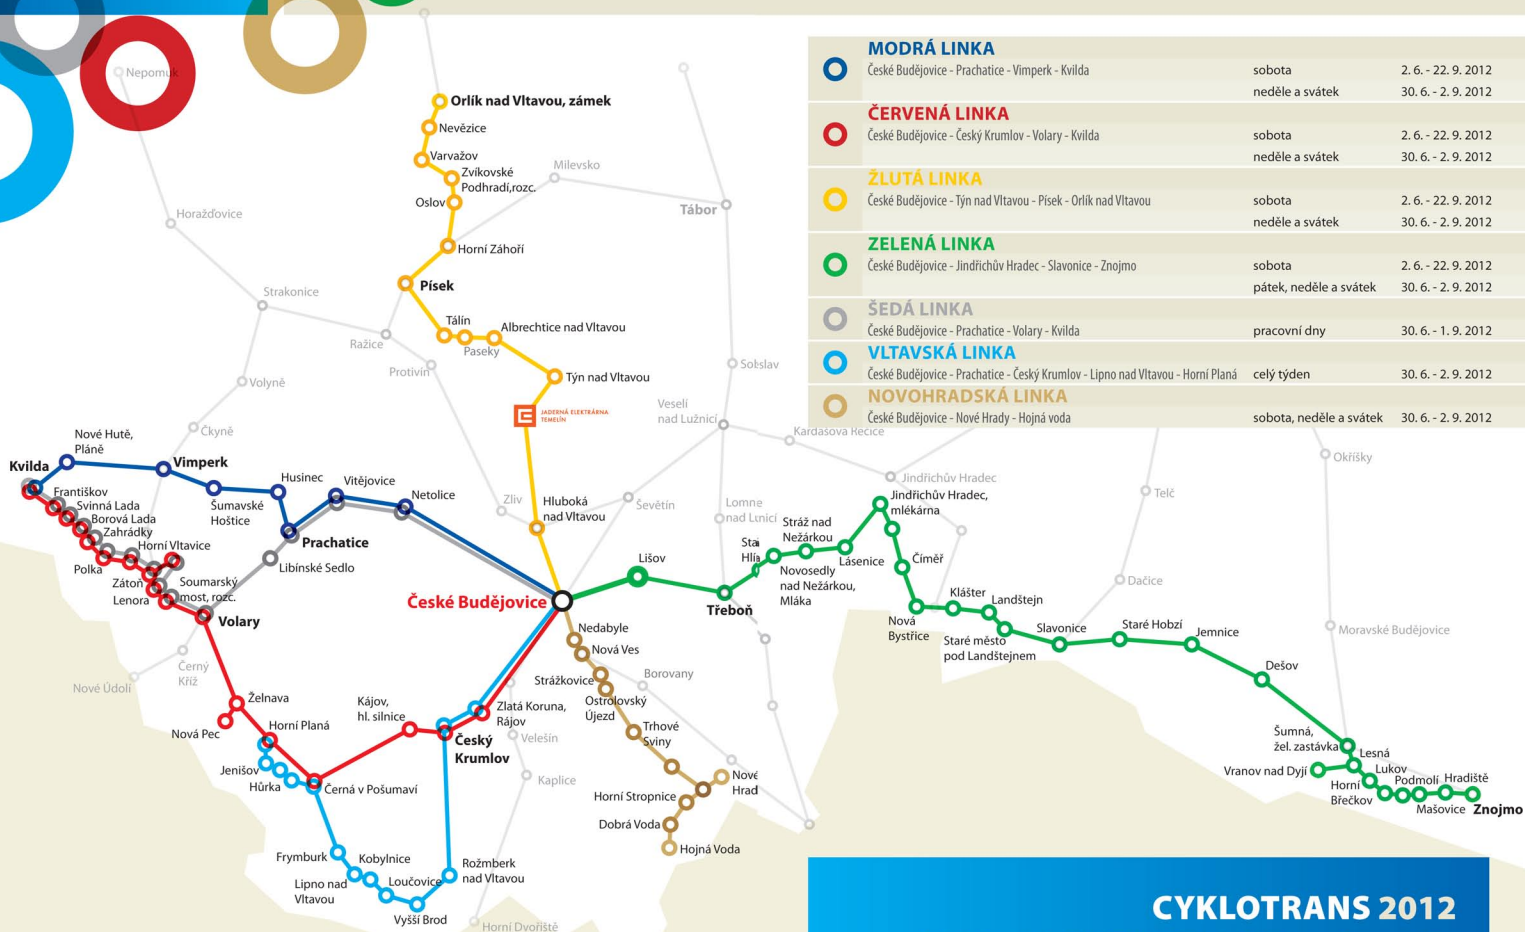 MODRÁ LINKA
České Budějovice - Prachatice - Vimperk - Kvilda
sobota 2. 6. - 22. 9. 2012
neděle a svátek 30. 6. - 2. 9. 2012
ČERVENÁ LINKA
České Budějovice - Český Krumlov - Volary - Kvilda
sobota 2. 6. - 22. 9. 2012
neděle a svátek 30. 6. - 2. 9. 2012
ŽLUTÁ LINKA
České Budějovice - Týn nad Vltavou - Písek - Orlík nad Vltavou
sobota 2. 6. - 22. 9. 2012
neděle a svátek 30. 6. - 2. 9. 2012
ZELENÁ LINKA
České Budějovice - Jindřichův Hradec - Slavonice - Znojmo
sobota 2. 6. - 22. 9. 2012
pátek, neděle a svátek 30. 6. - 2. 9. 2012
ŠEDÁ LINKA
České Budějovice - Prachatice - Volary - Kvilda
pracovní dny 30. 6. - 1. 9. 2012
VLTAVSKÁ LINKA
České Budějovice - Prachatice - Český Krumlov - Lipno nad Vltavou - Horní Planá
celý týden 30. 6. - 2. 9. 2012
NOVOHRADSKÁ LINKA
České Budějovice - Nové Hrady - Hojná voda
sobota, neděle a svátek 30. 6. - 2. 9. 2012
Nepomuk
Orlík nad Vltavou, zámek
Nevězice
Varvažov
Zvíkovské
Podhradí,rozc.
Milevsko
Oslov
Tábor
Horažďovice
Horní Záhoří
Písek
Strakonice
Tálín
Albrechtice nad Vltavou
Ražice
Paseky
Protivín
Týn nad Vltavou
Volyně
Soběslav
JADERNÁ ELEKTRÁRNA
TEMELÍN
Veselí
nad Lužnicí
Kardašova Řečice
Čkyně
Nové Hutě,
Pláně
Kvilda
Vimperk
Okříšky
Františkov
Svinná Lada
Borová Lada
Zahrádky
Horní Vltavice
Šumavské
Hoštice
Husinec
Vitějovice
Netolice
Prachatice
Libínské Sedlo
Polka
Zátoň
Lenora
Soumarský
most, rozc.
Volary
Zliv
Hluboká
nad Vltavou
Ševětín
Jindřichův Hradec
Jindřichův Hradec,
mlékárna
Telč
Stráž nad
Nežárkou
Lásenice
Novosedly
nad Nežárkou,
Mláka
Lišov
České Budějovice
Třeboň
Číměř
Dačice
Klášter
Landštejn
Nová
Bystřice
Staré město
pod Landštejnem
Slavonice
Staré Hobzí
Jemnice
Moravské Budějovice
Dešov
Nedabyle
Nová Ves
Strážkovice
Ostrolovský
Újezd
Borovany
Trhové
Sviny
Černý
Kříž
Nové Údolí
Želnava
Nová Pec
Horní Planá
Kájov,
hl. silnice
Zlatá Koruna,
Rájov
Český
Krumlov
Velešín
Kaplice
Jenišov
Hůrka
Černá v Pošumaví
Horní Stropnice
Dobrá Voda
Hojná Voda
Šumná,
žel. zastávka
Lesná
Vranov nad Dyjí
Lukov
Horní
Břečkov
Podmolí
Hradiště
Mašovice
Znojmo
Frymburk
Kobylnice
Lipno nad
Vltavou
Loučovice
Vyšší Brod
Rožmberk
nad Vltavou
Horní Dvořiště
CYKLOTRANS 2012